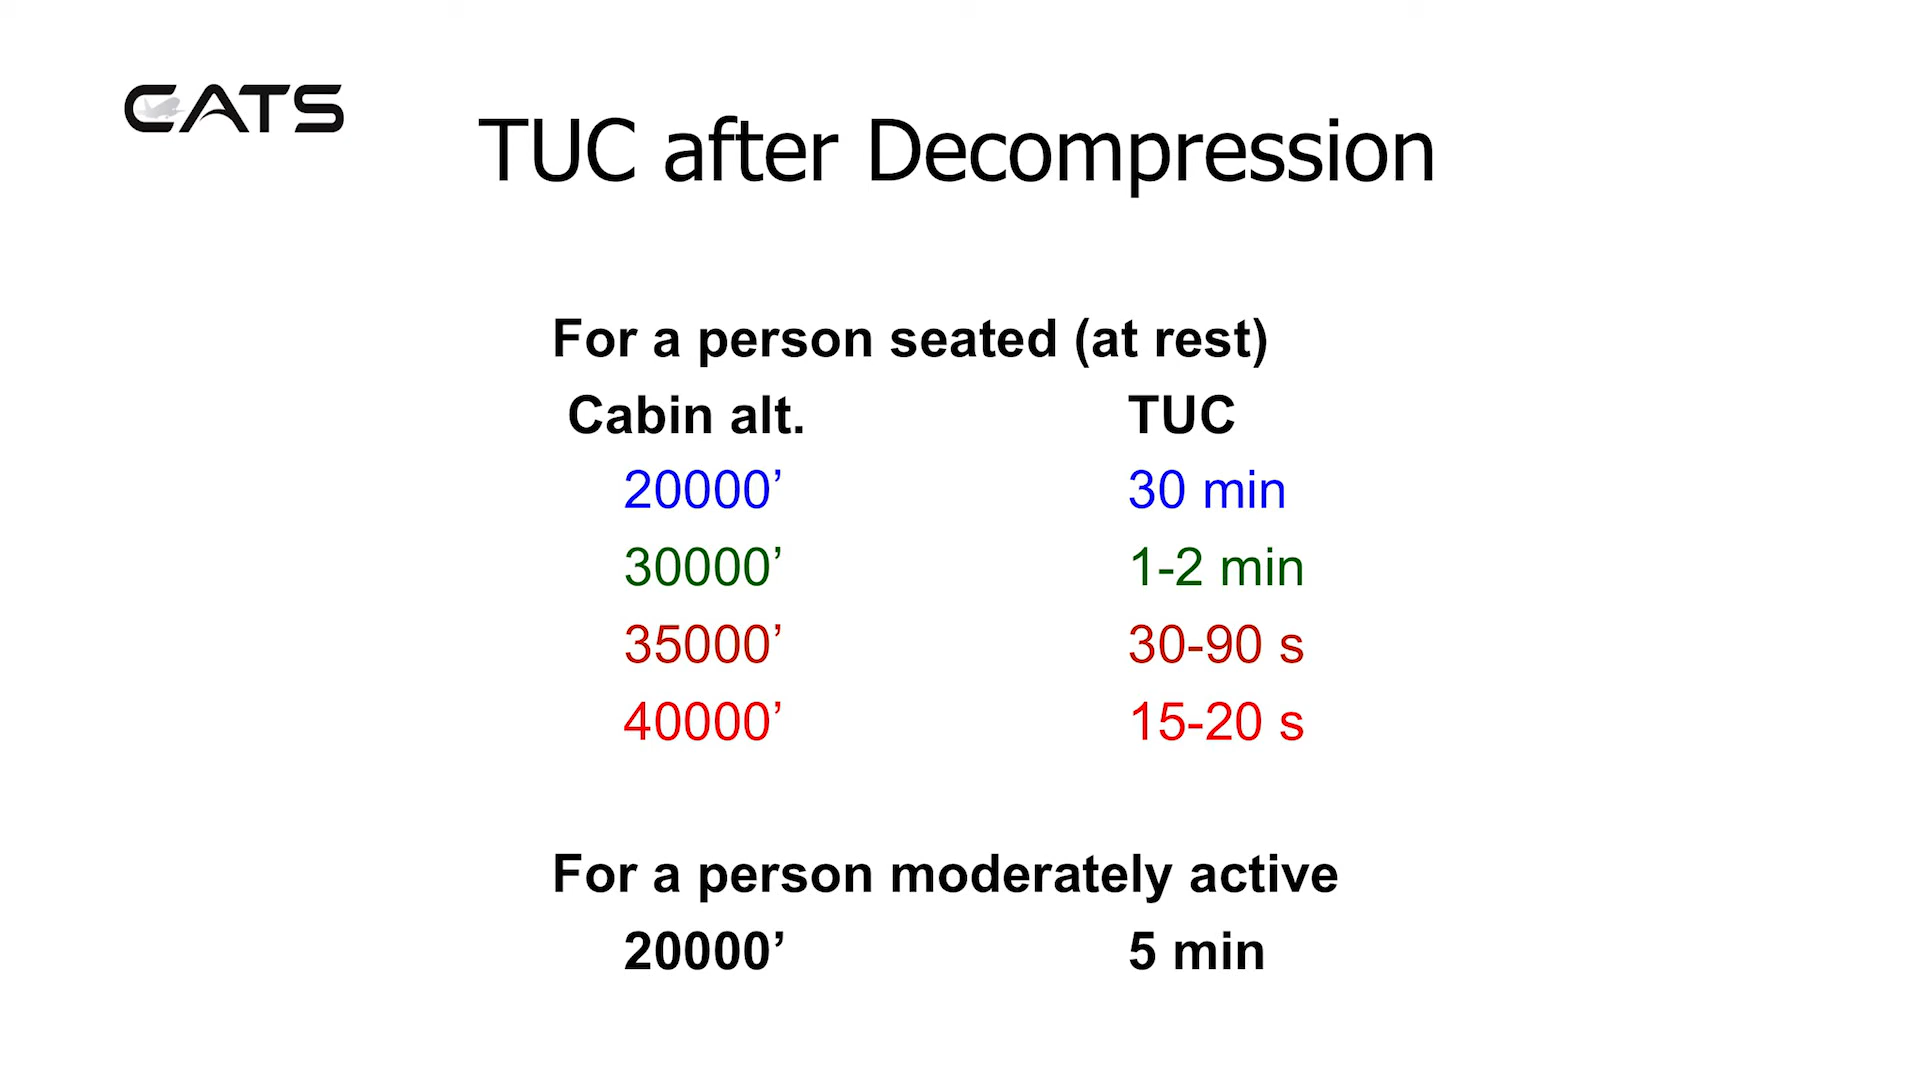 CATS
TUC after Decompression
For a person seated (at rest)
Cabin alt. TUC
20000’ 30 min
30000’ 1-2 min
35000’ 30-90 s
40000’ 15-20 s
For a person moderately active
20000’ 5 min